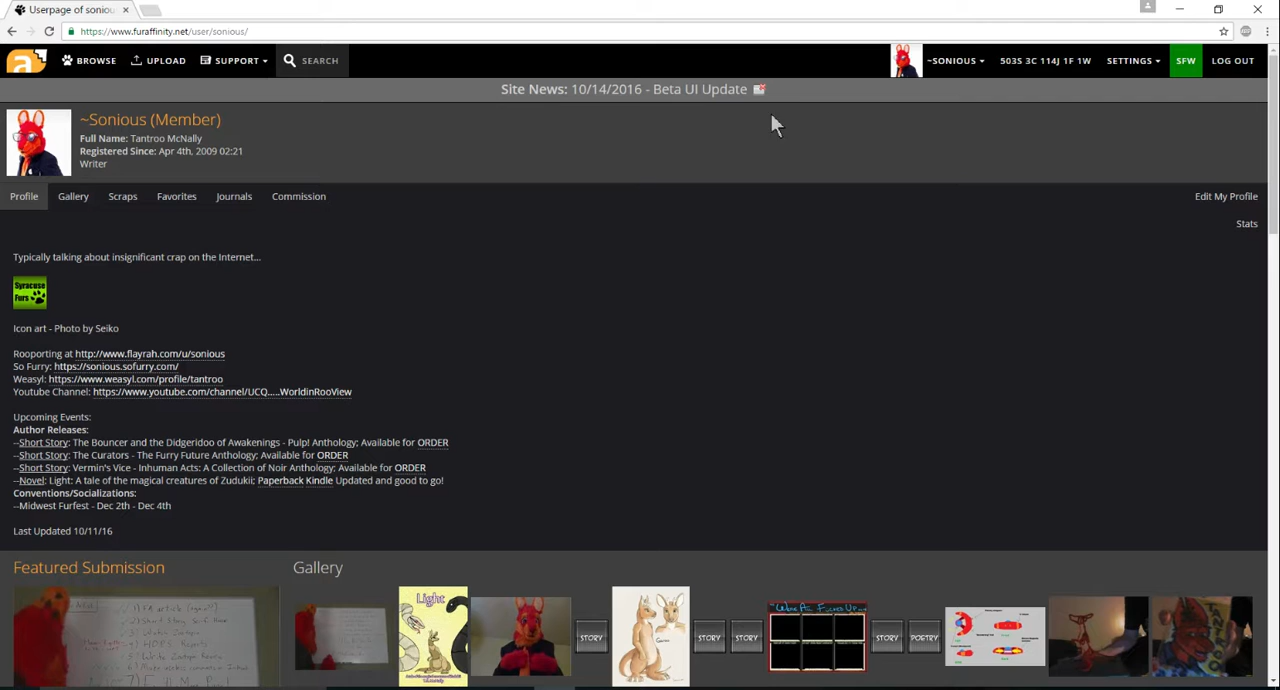 Userpage of soniou
https://www.furaffinity.net/user/sonious/
BROWSE UPLOAD SUPPORT SEARCH ~SONIOUS 503S 3C 114J 1F 1W SETTINGS SFW LOG OUT
Site News: 10/14/2016 - Beta UI Update
~Sonious (Member)
Full Name: Tantroo McNally
Registered Since: Apr 4th, 2009 02:21
Writer
Profile Gallery Scraps Favorites Journals Commission Edit My Profile
Stats
Typically talking about insignificant crap on the Internet...
Syracuse
Furs
Icon art - Photo by Seiko
Rooporting at http://www.flayrah.com/u/sonious
So Furry: https://sonious.sofurry.com/
Weasyl: https://www.weasyl.com/profile/tantroo
Youtube Channel: https://www.youtube.com/channel/UCQ.....WorldinRooView
Upcoming Events:
Author Releases:
--Short Story: The Bouncer and the Didgeridoo of Awakenings - Pulp! Anthology; Available for ORDER
--Short Story: The Curators - The Furry Future Anthology; Available for ORDER
--Short Story: Vermin's Vice - Inhuman Acts: A Collection of Noir Anthology; Available for ORDER
--Novel: Light: A tale of the magical creatures of Zudukii; Paperback Kindle Updated and good to go!
Conventions/Socializations:
--Midwest Furfest - Dec 2th - Dec 4th
Last Updated 10/11/16
Featured Submission Gallery
Light
STORY STORY STORY STORY POETRY